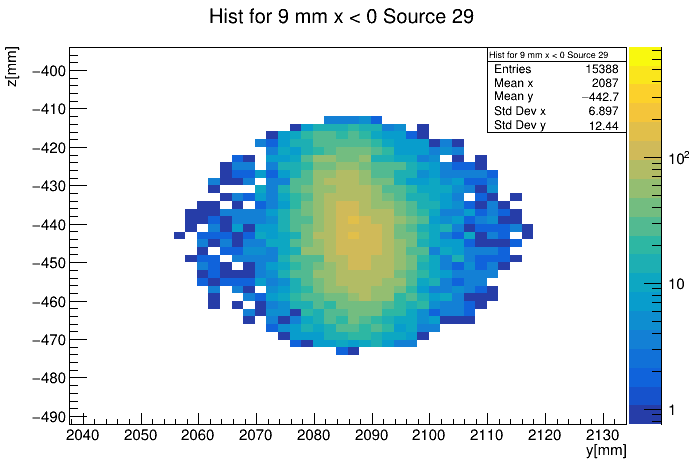 Hist for 9 mm x < 0 Source 29
z[mm]
Hist for 9 mm x < 0 Source 29
Entries 15388
Mean x 2087
Mean y −442.7
Std Dev x 6.897
Std Dev y 12.44
−400
−410
−420
−430
−440
−450
−460
−470
−480
−490
10²
10
1
2040 2050 2060 2070 2080 2090 2100 2110 2120 2130
y[mm]